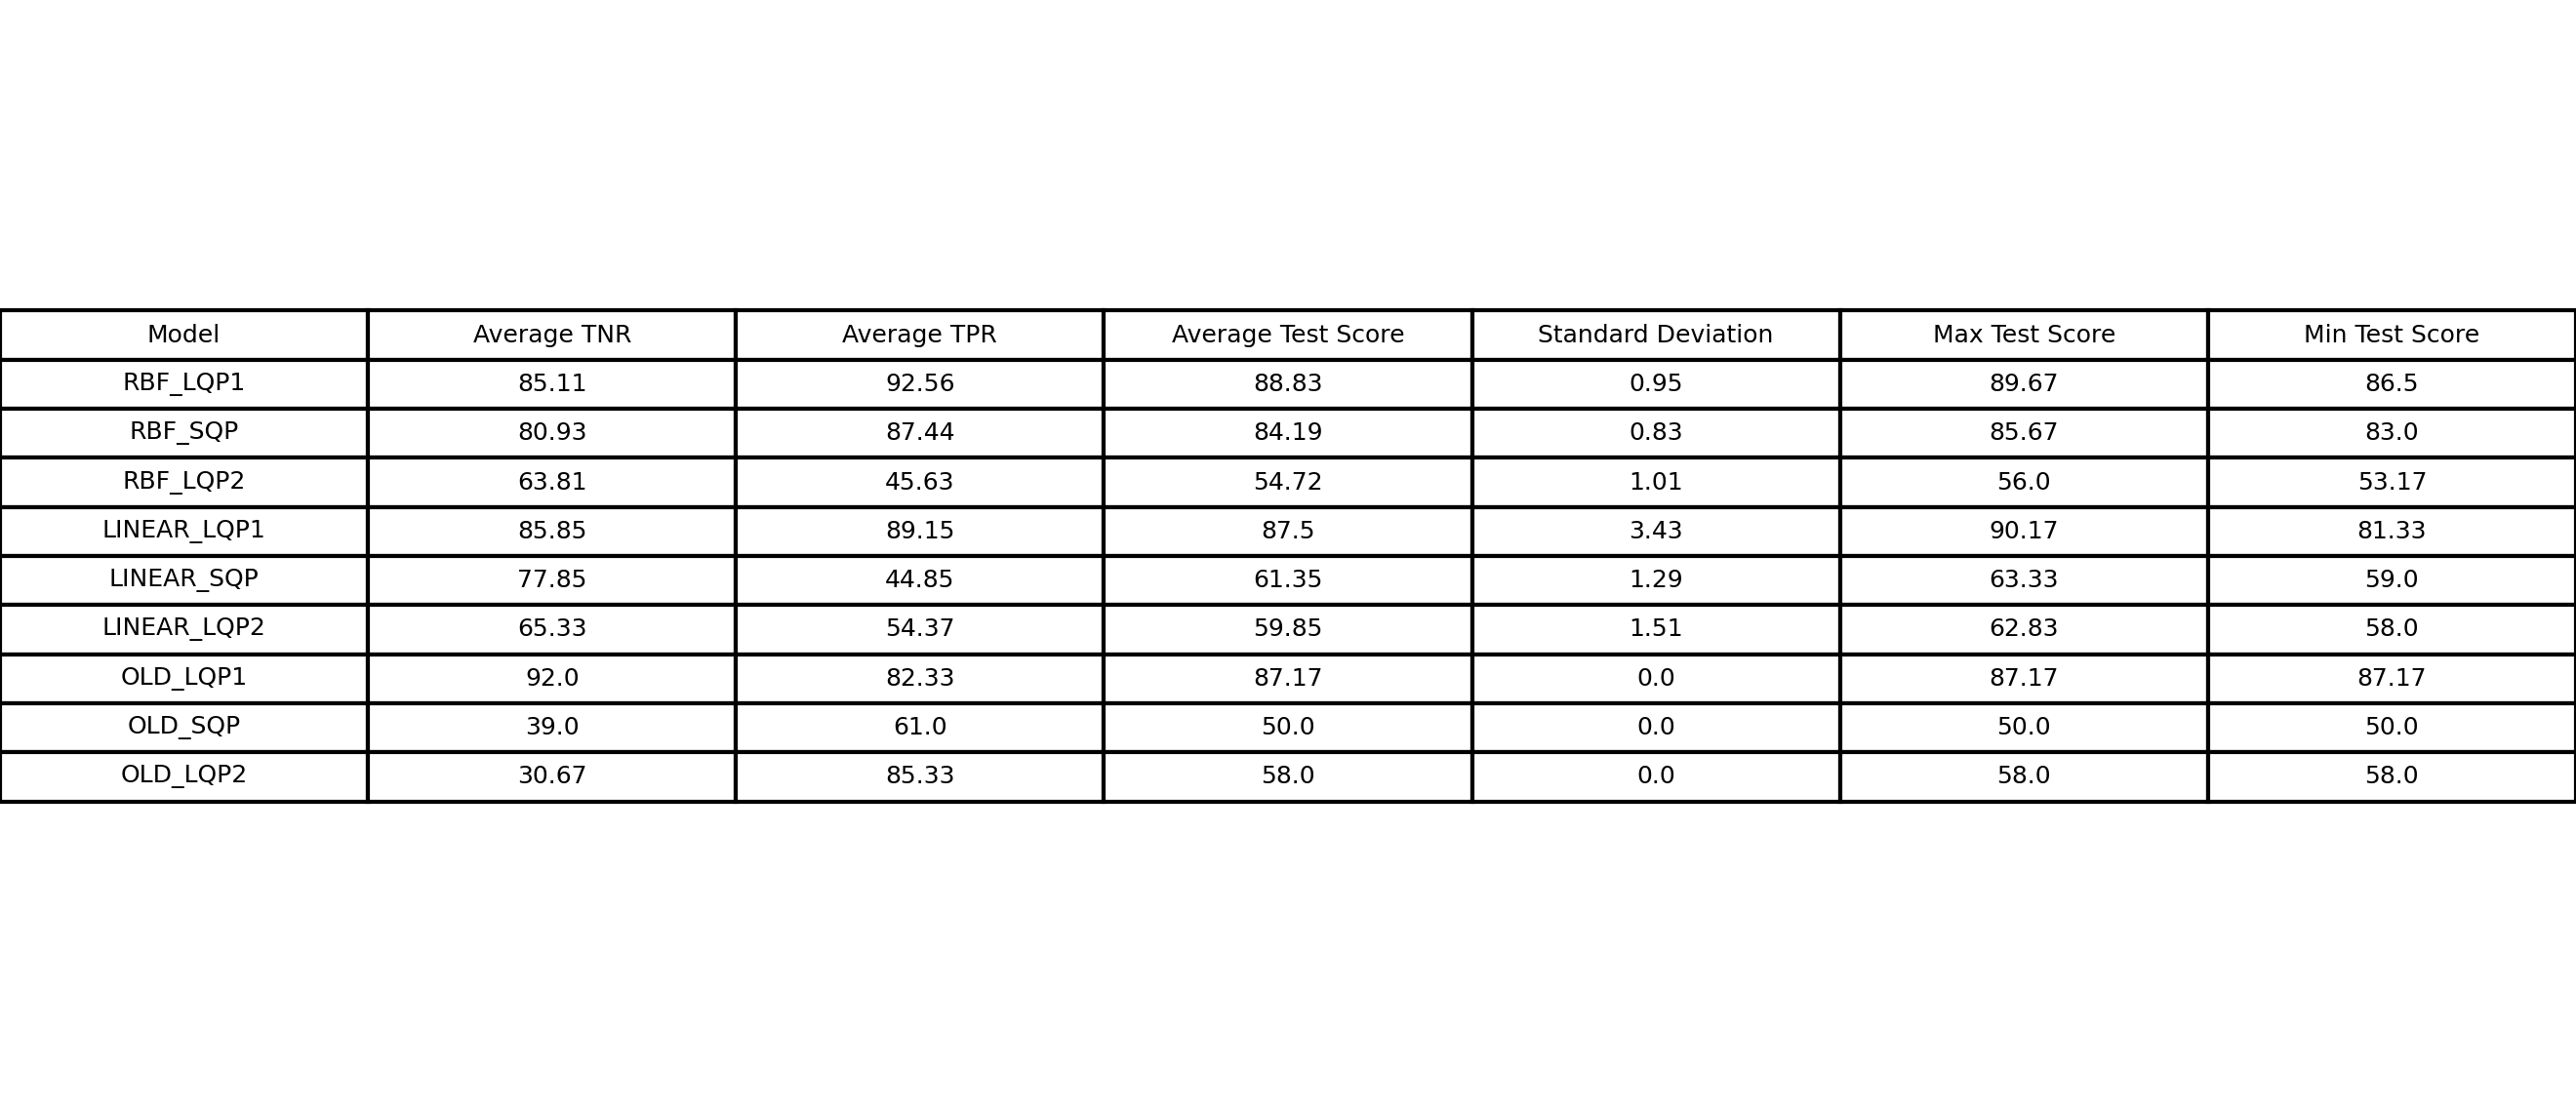 Model Average TNR Average TPR Average Test Score Standard Deviation Max Test Score Min Test Score
RBF_LQP1 85.11 92.56 88.83 0.95 89.67 86.5
RBF_SQP 80.93 87.44 84.19 0.83 85.67 83.0
RBF_LQP2 63.81 45.63 54.72 1.01 56.0 53.17
LINEAR_LQP1 85.85 89.15 87.5 3.43 90.17 81.33
LINEAR_SQP 77.85 44.85 61.35 1.29 63.33 59.0
LINEAR_LQP2 65.33 54.37 59.85 1.51 62.83 58.0
OLD_LQP1 92.0 82.33 87.17 0.0 87.17 87.17
OLD_SQP 39.0 61.0 50.0 0.0 50.0 50.0
OLD_LQP2 30.67 85.33 58.0 0.0 58.0 58.0